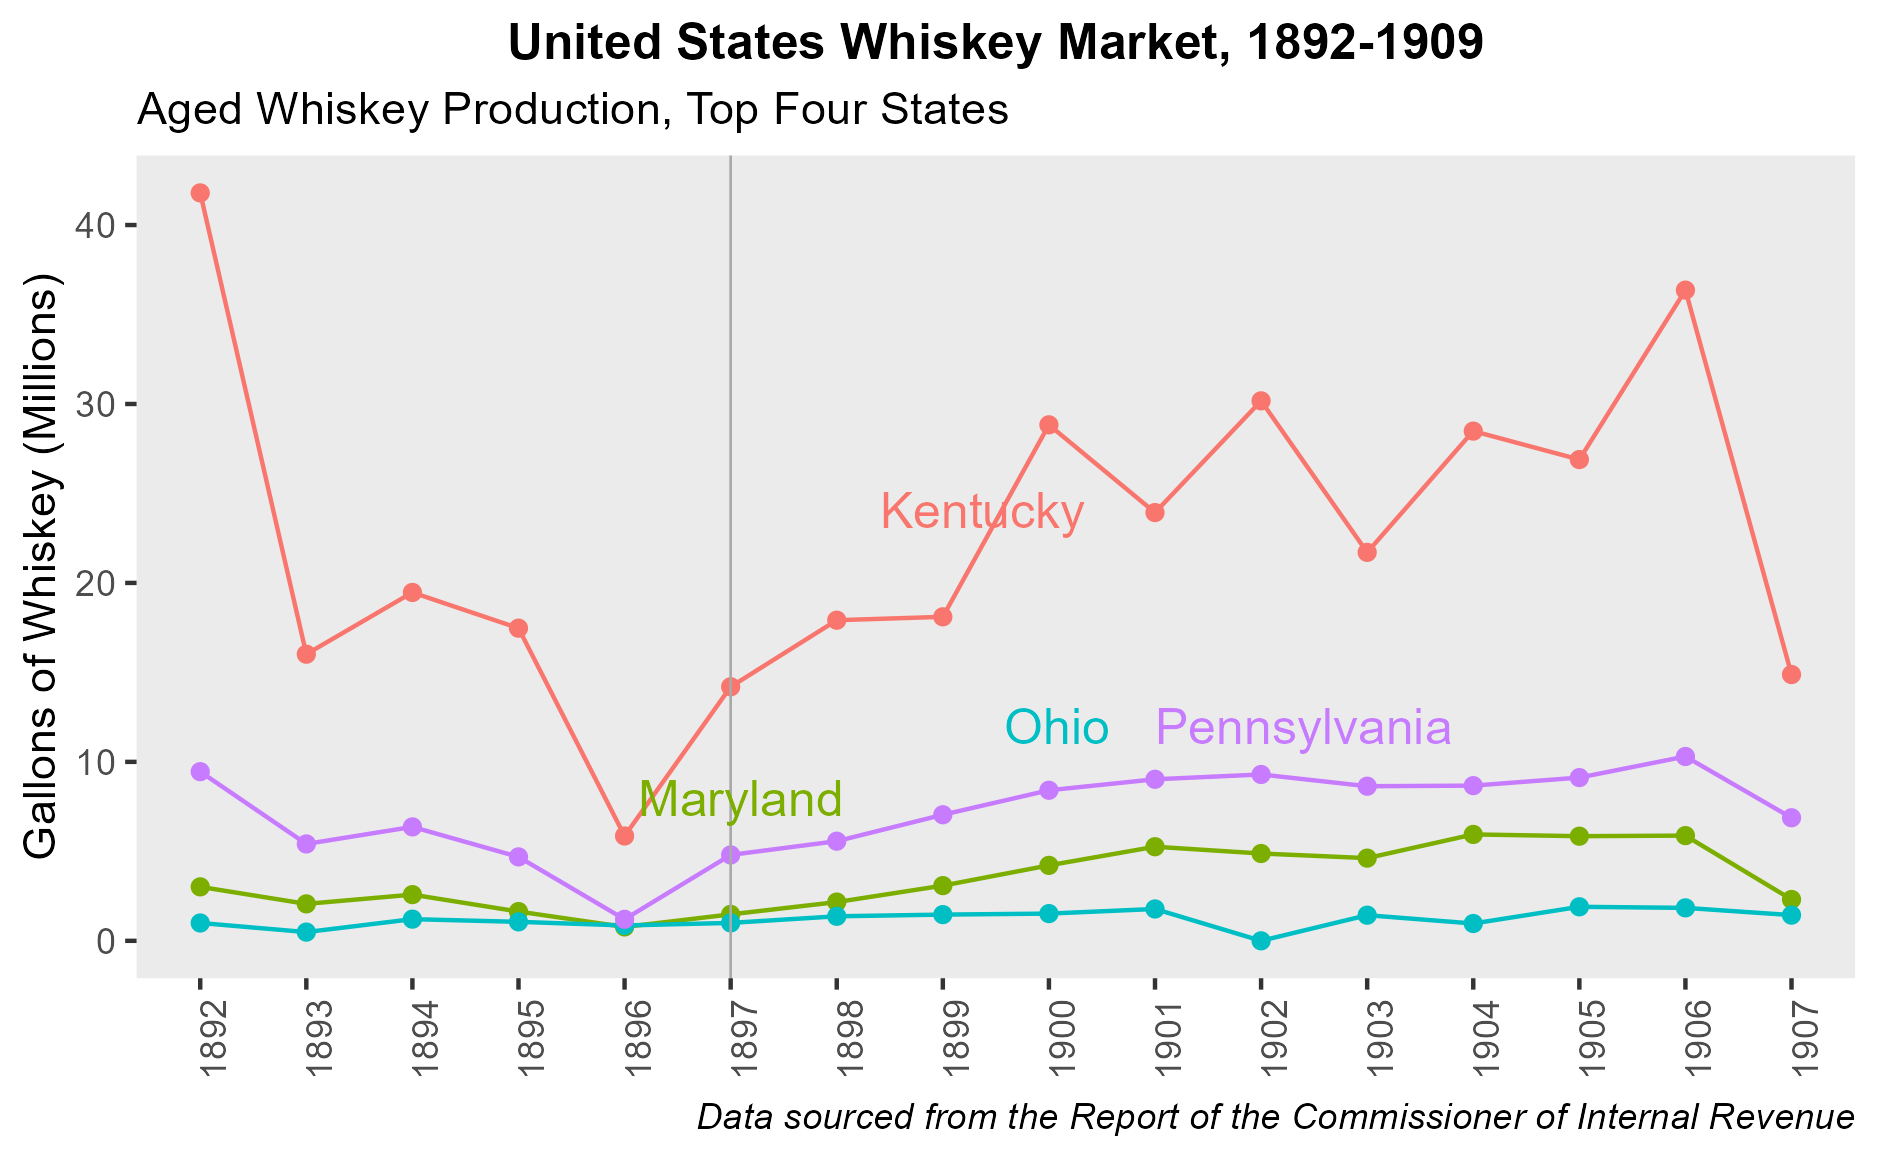 United States Whiskey Market, 1892-1909
Aged Whiskey Production, Top Four States
Gallons of Whiskey (Millions)
40
30
20
10
0
Kentucky
Ohio
Pennsylvania
Maryland
1892
1893
1894
1895
1896
1897
1898
1899
1900
1901
1902
1903
1904
1905
1906
1907
Data sourced from the Report of the Commissioner of Internal Revenue